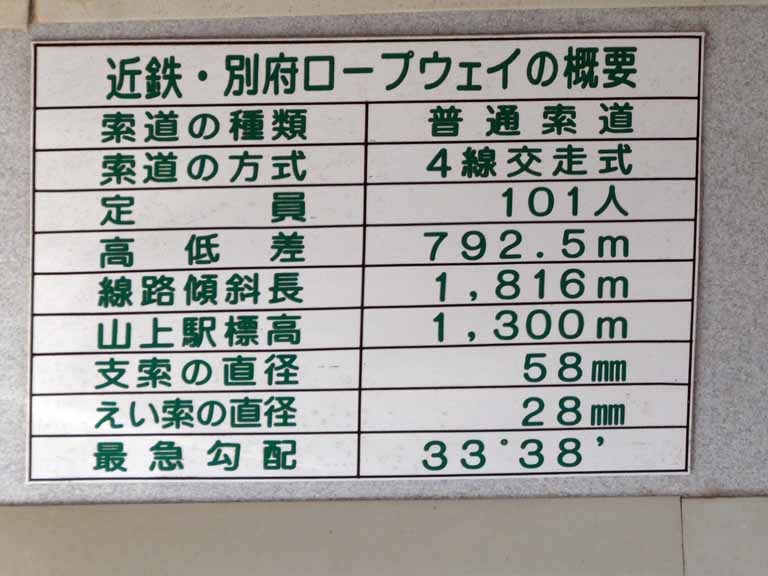 近鉄・別府ロープウェイの概要
索道の種類 普通索道
索道の方式 4線交走式
定員 101人
高低差 792.5m
線路傾斜長 1,816m
山上駅標高 1,300m
支索の直径 58㎜
えい索の直径 28㎜
最急勾配 33°38’